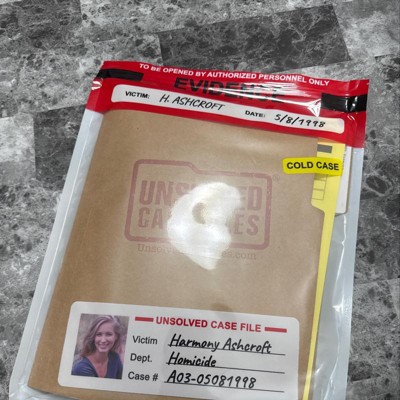 TO BE OPENED BY AUTHORIZED PERSONNEL ONLY
EVIDENCE
VICTIM: H. ASHCROFT DATE: 5/8/1998
COLD CASE
UNSOLVED
CASE FILES
UNSOLVED CASE FILE
Victim Harmony Ashcroft
Dept. Homicide
Case # A03-05081998